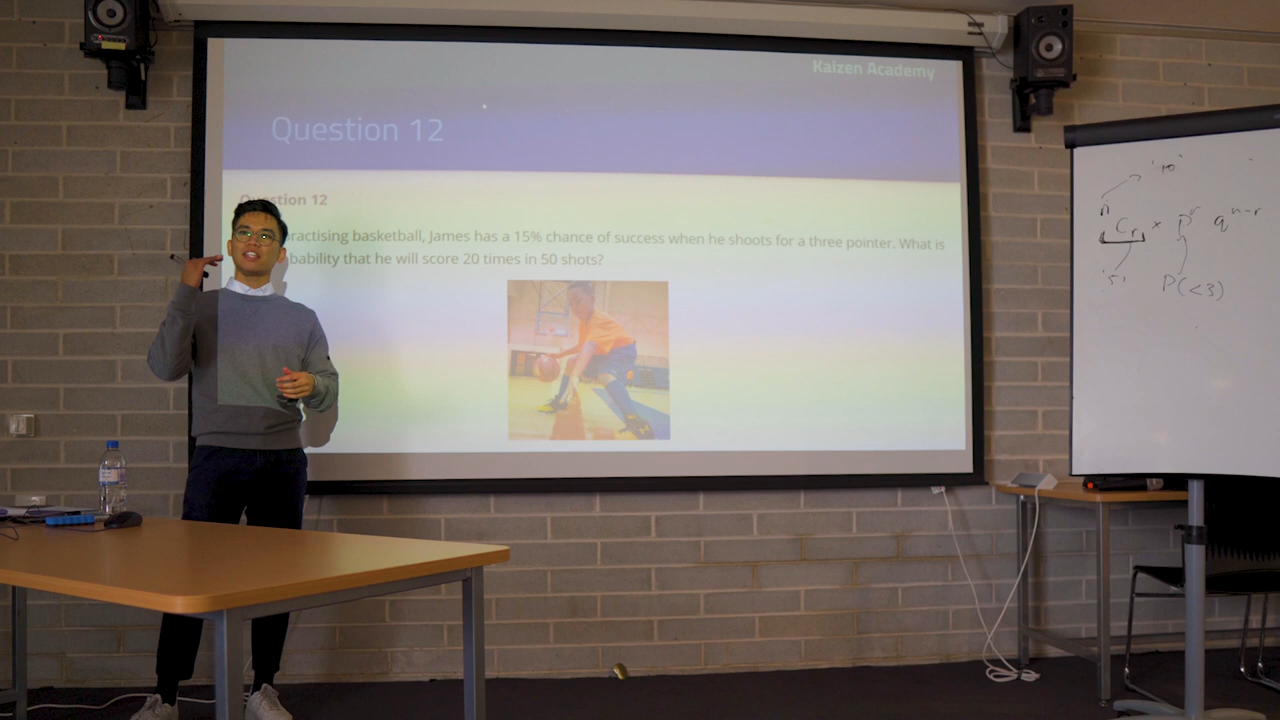 Kaizen Academy
Question 12
Question 12
practising basketball, James has a 15% chance of success when he shoots for a three pointer. What is
bability that he will score 20 times in 50 shots?
'10'
n
Cr × p^r q^n-r
'5' P(<3)